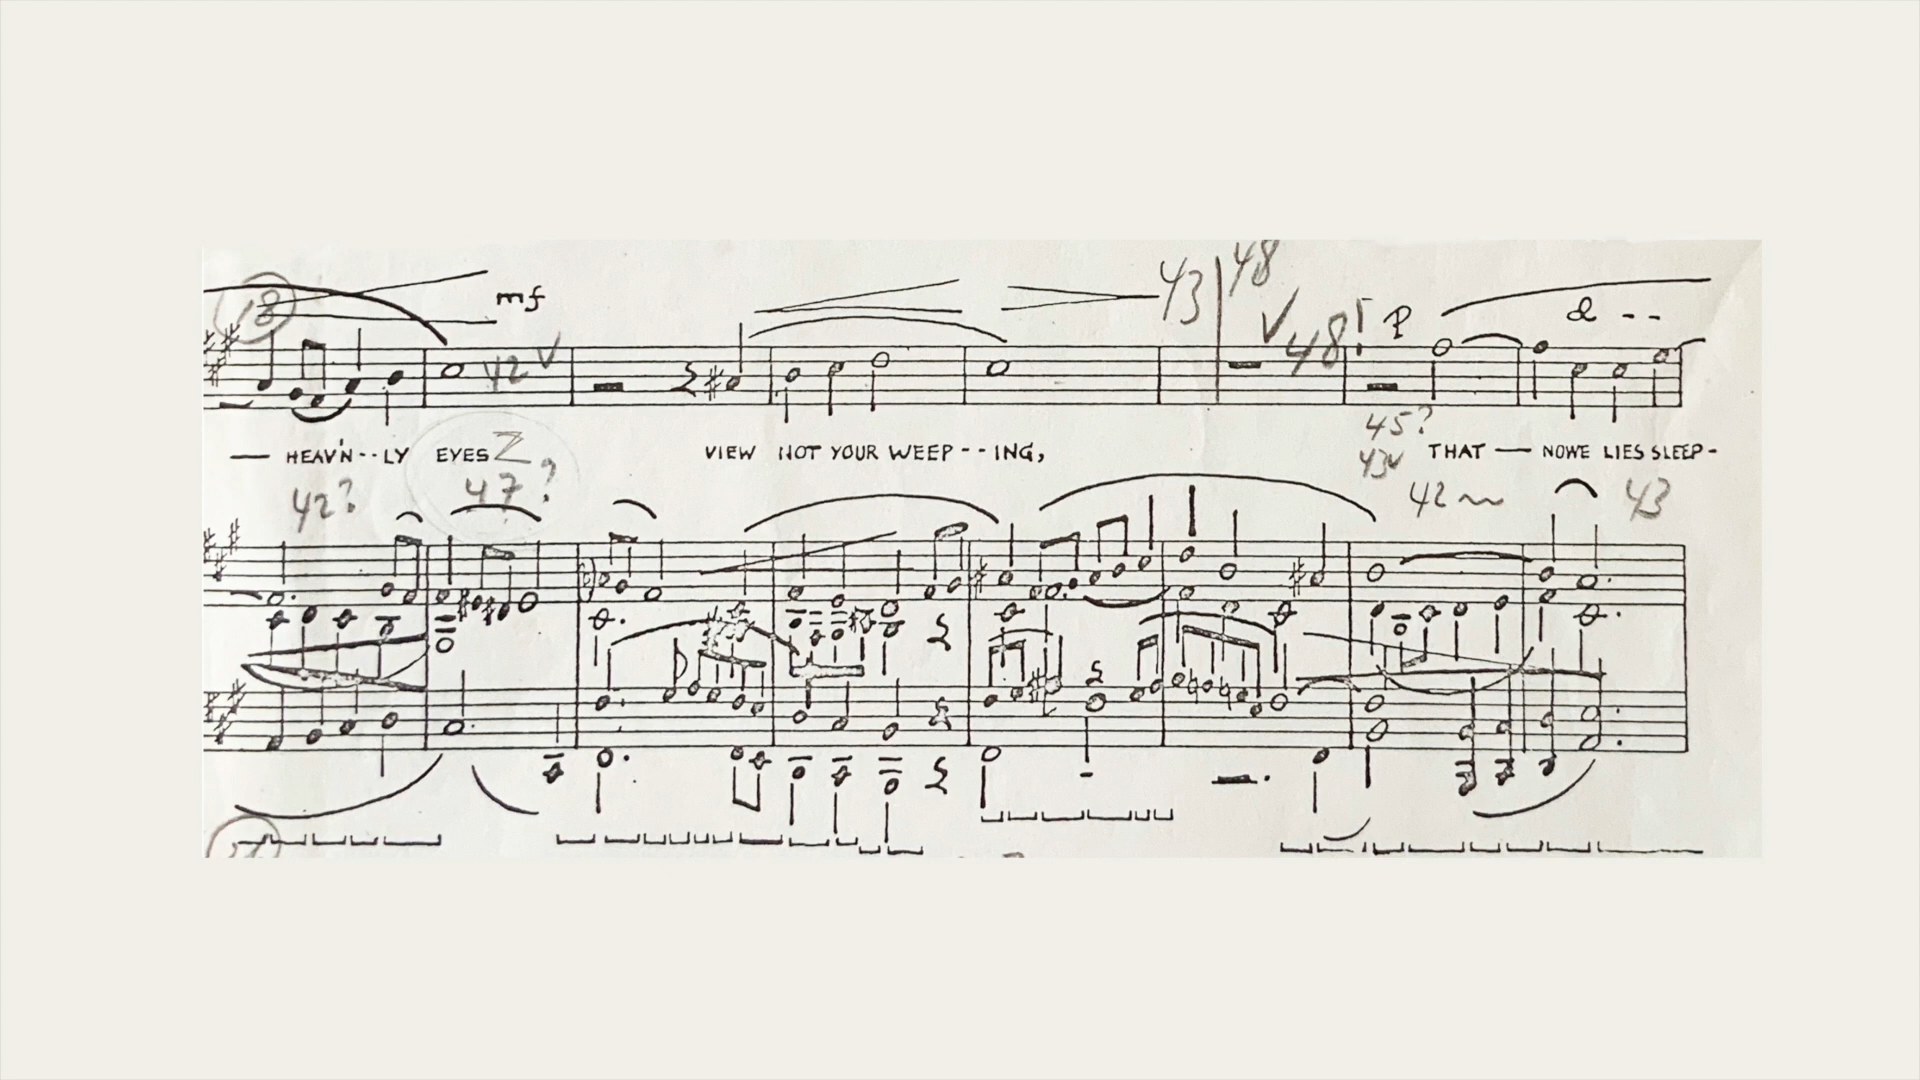 43 48
18 mf
48! p d --
42
— HEAV'N--LY EYES VIEW NOT YOUR WEEP--ING, THAT — NOWE LIES SLEEP-
45?
43
42? 47? 42 43